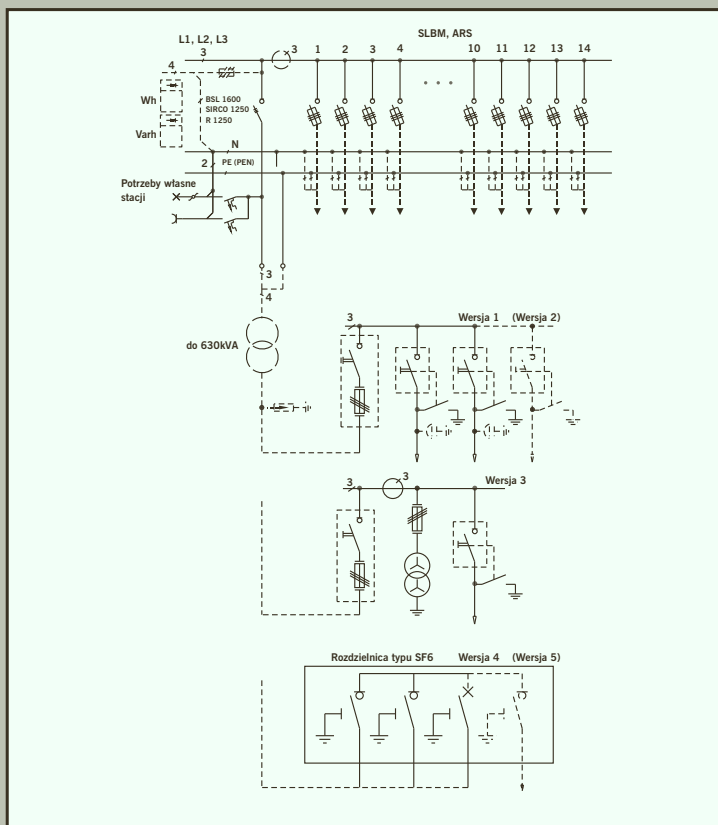 L1, L2, L3
SLBM, ARS
3
3
1
2
3
4
10
11
12
13
14
4
Wh
BSL 1600
SIRCO 1250
R 1250
Varh
N
2
PE (PEN)
Potrzeby własne
stacji
3
4
do 630kVA
3
Wersja 1
(Wersja 2)
3
3
Wersja 3
Rozdzielnica typu SF6
Wersja 4
(Wersja 5)